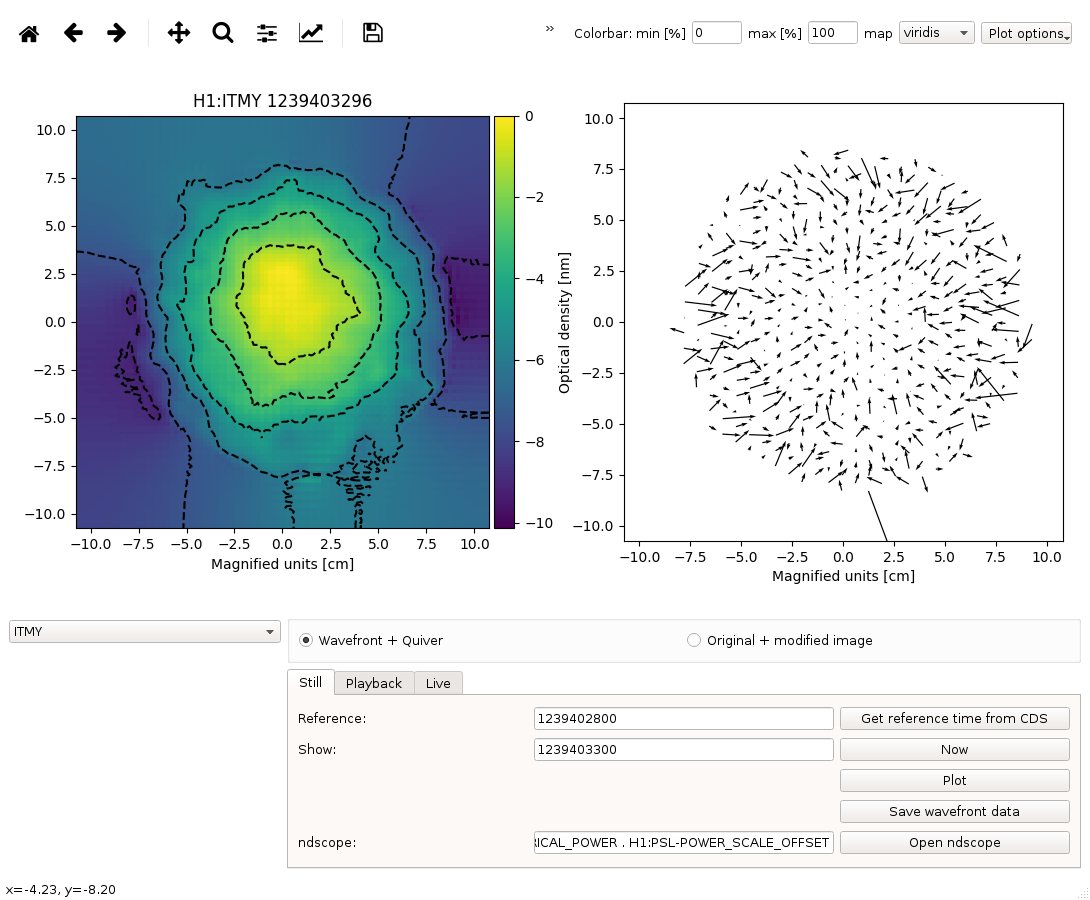 » Colorbar: min [%] 0 max [%] 100 map viridis Plot options
H1:ITMY 1239403296
10.0
7.5
5.0
2.5
0.0
−2.5
−5.0
−7.5
−10.0
−10.0 −7.5 −5.0 −2.5 0.0 2.5 5.0 7.5 10.0
Magnified units [cm]
0
−2
−4
−6
−8
−10
Optical density [nm]
10.0
7.5
5.0
2.5
0.0
−2.5
−5.0
−7.5
−10.0
−10.0 −7.5 −5.0 −2.5 0.0 2.5 5.0 7.5 10.0
Magnified units [cm]
ITMY
Wavefront + Quiver Original + modified image
Still Playback Live
Reference: 1239402800 Get reference time from CDS
Show: 1239403300 Now
Plot
Save wavefront data
ndscope: RICAL_POWER . H1:PSL-POWER_SCALE_OFFSET Open ndscope
x=-4.23, y=-8.20